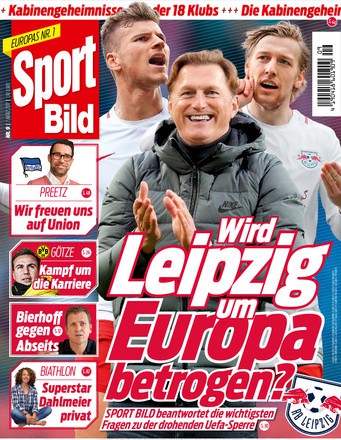 + Kabinengeheimnisse
der 18 Klubs +++ Die Kabinengeheim
EUROPAS NR. 1
Sport
Bild
PREETZ
Wir freuen uns
auf Union
GÖTZE
Kampf um
die Karriere
Bierhoff
gegen
Abseits
BIATHLON
Superstar
Dahlmeier
privat
Wird
Leipzig
um
Europa
betrogen?
SPORT BILD beantwortet die wichtigsten
Fragen zu der drohenden Uefa-Sperre
RB LEIPZIG